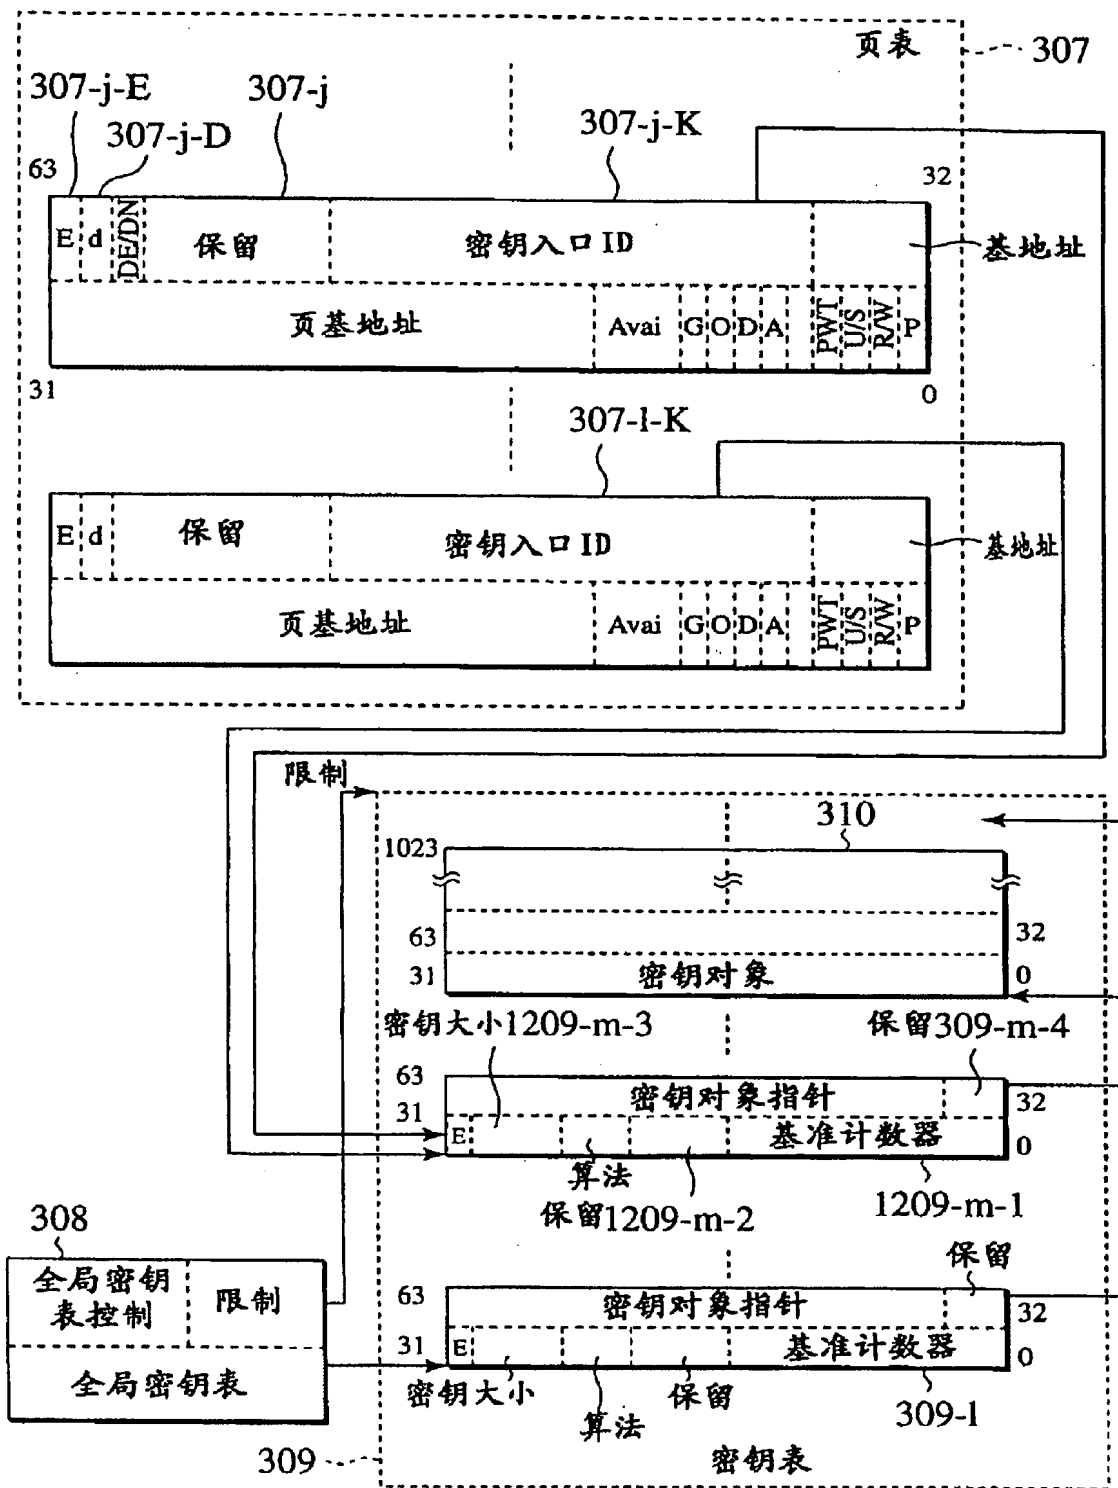 页表
307
307-j-E
307-j
307-j-D
307-j-K
63
32
E d DE/DN 保留 密钥入口ID 基地址
页基地址 Avai G O D A PWT U/S R/W P
31
0
307-l-K
E d 保留 密钥入口ID 基地址
页基地址 Avai G O D A PWT U/S R/W P
限制
310
1023
63
32
31 密钥对象 0
密钥大小1209-m-3 保留309-m-4
63 密钥对象指针 32
31 E 基准计数器 0
算法
保留1209-m-2 1209-m-1
308
保留
全局密钥表控制 限制
63 密钥对象指针 32
31 E 基准计数器 0
全局密钥表
密钥大小 算法 保留 309-l
309 密钥表